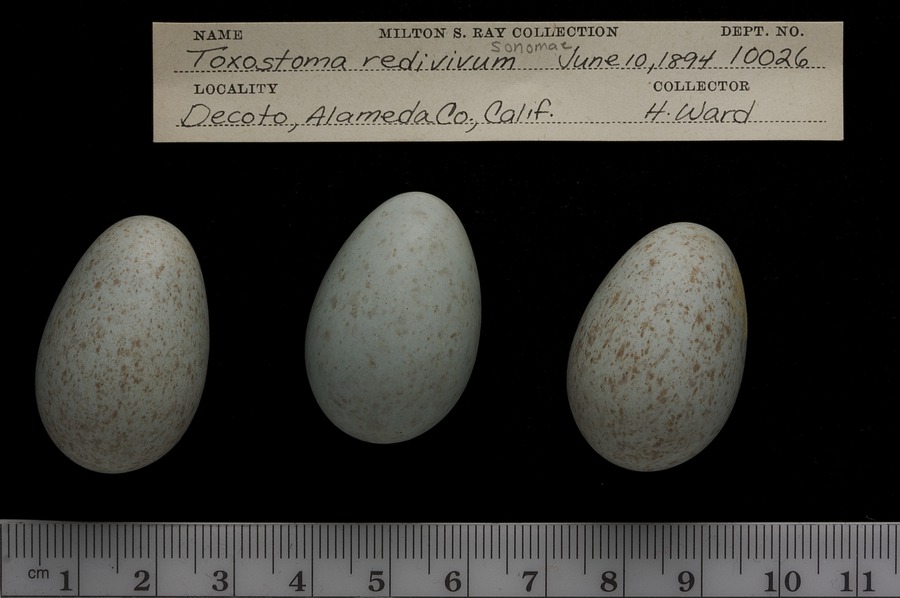 NAME MILTON S. RAY COLLECTION DEPT. NO.
sonomae
Toxostoma redivivum June 10, 1894 10026
LOCALITY COLLECTOR
Decoto, Alameda Co., Calif. H. Ward
cm 1 2 3 4 5 6 7 8 9 10 11